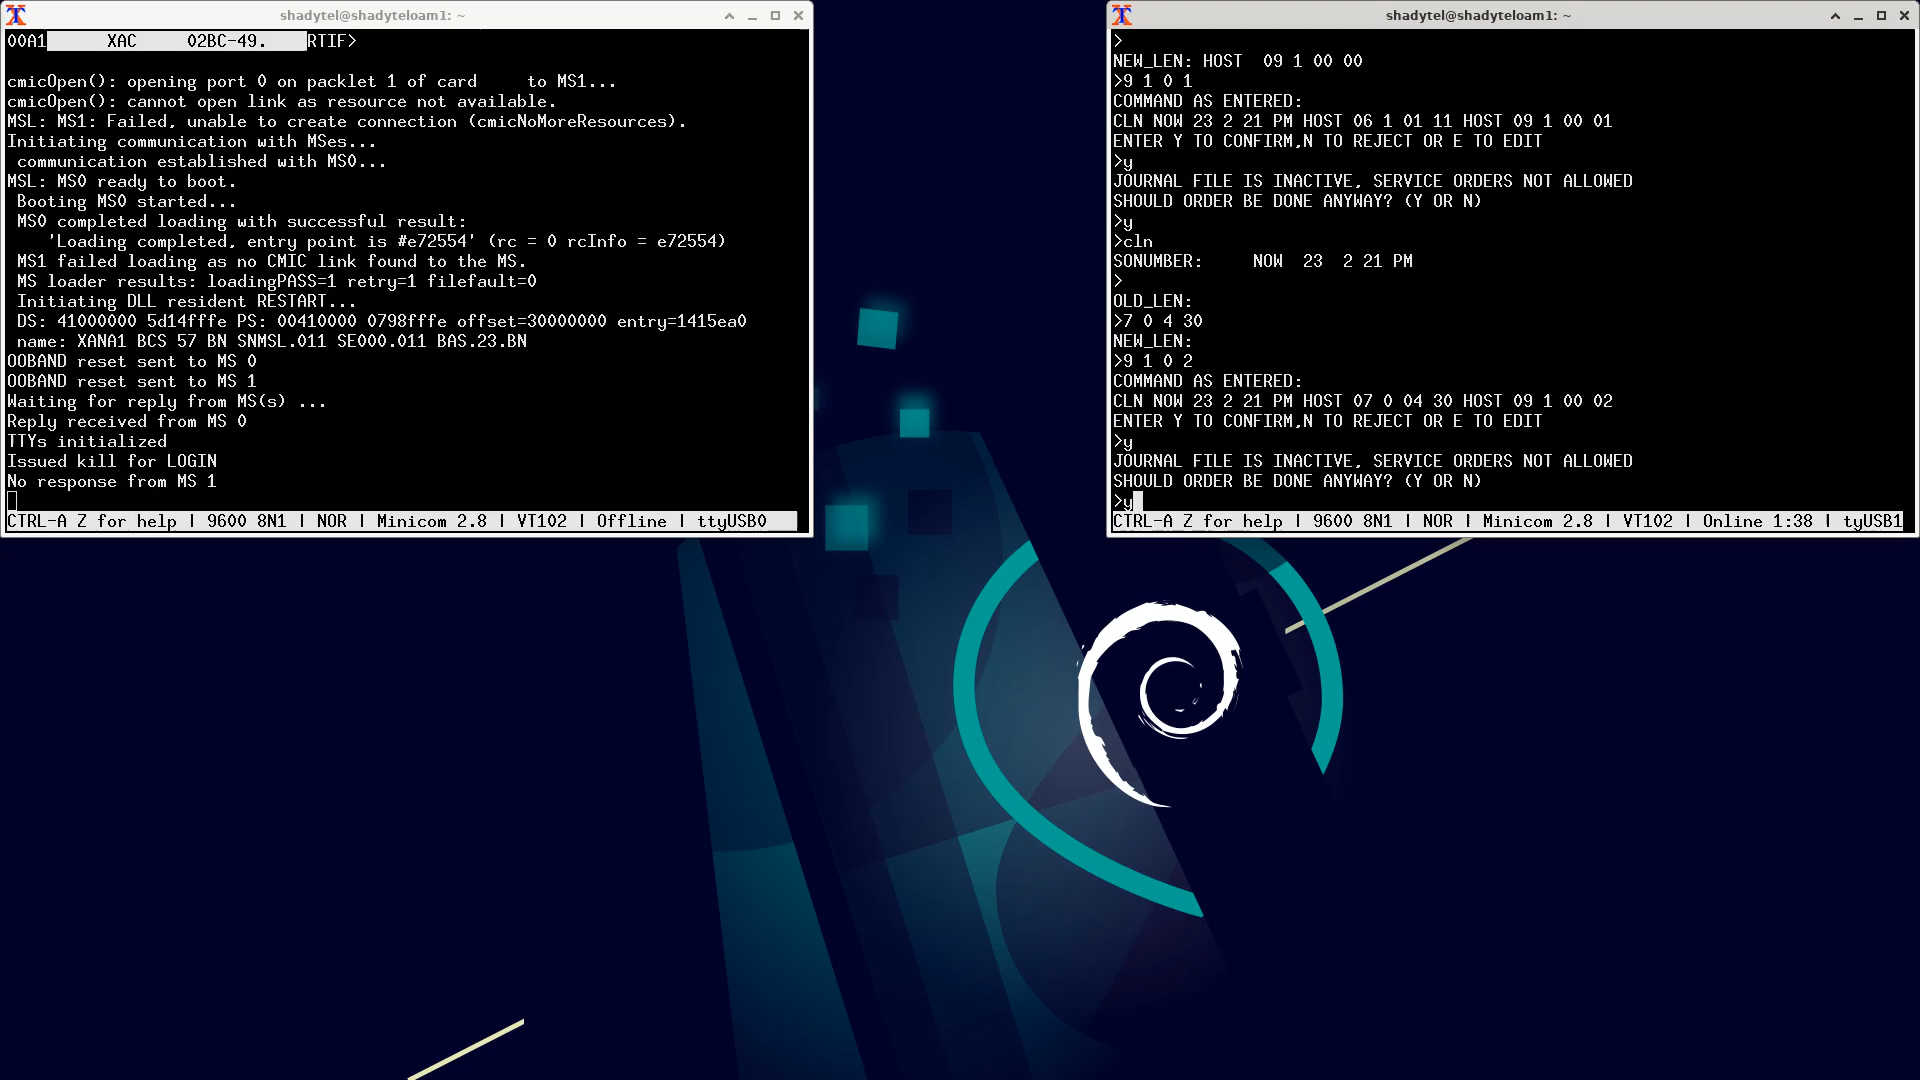 shadytel@shadyteloam1: ~
00A1      XAC     02BC-49.    RTIF>
cmicOpen(): opening port 0 on packlet 1 of card     to MS1...
cmicOpen(): cannot open link as resource not available.
MSL: MS1: Failed, unable to create connection (cmicNoMoreResources).
Initiating communication with MSes...
communication established with MS0...
MSL: MS0 ready to boot.
Booting MS0 started...
MS0 completed loading with successful result:
'Loading completed, entry point is #e72554' (rc = 0 rcInfo = e72554)
MS1 failed loading as no CMIC link found to the MS.
MS loader results: loadingPASS=1 retry=1 filefault=0
Initiating DLL resident RESTART...
DS: 41000000 5d14fffe PS: 00410000 0798fffe offset=30000000 entry=1415ea0
name: XANA1 BCS 57 BN SNMSL.011 SE000.011 BAS.23.BN
OOBAND reset sent to MS 0
OOBAND reset sent to MS 1
Waiting for reply from MS(s) ...
Reply received from MS 0
TTYs initialized
Issued kill for LOGIN
No response from MS 1
CTRL-A Z for help | 9600 8N1 | NOR | Minicom 2.8 | VT102 | Offline | ttyUSB0
shadytel@shadyteloam1: ~
>
NEW_LEN: HOST  09 1 00 00
>9 1 0 1
COMMAND AS ENTERED:
CLN NOW 23 2 21 PM HOST 06 1 01 11 HOST 09 1 00 01
ENTER Y TO CONFIRM,N TO REJECT OR E TO EDIT
>y
JOURNAL FILE IS INACTIVE, SERVICE ORDERS NOT ALLOWED
SHOULD ORDER BE DONE ANYWAY? (Y OR N)
>y
>cln
SONUMBER:     NOW  23  2 21 PM
>
OLD_LEN:
>7 0 4 30
NEW_LEN:
>9 1 0 2
COMMAND AS ENTERED:
CLN NOW 23 2 21 PM HOST 07 0 04 30 HOST 09 1 00 02
ENTER Y TO CONFIRM,N TO REJECT OR E TO EDIT
>y
JOURNAL FILE IS INACTIVE, SERVICE ORDERS NOT ALLOWED
SHOULD ORDER BE DONE ANYWAY? (Y OR N)
>y
CTRL-A Z for help | 9600 8N1 | NOR | Minicom 2.8 | VT102 | Online 1:38 | tyUSB1